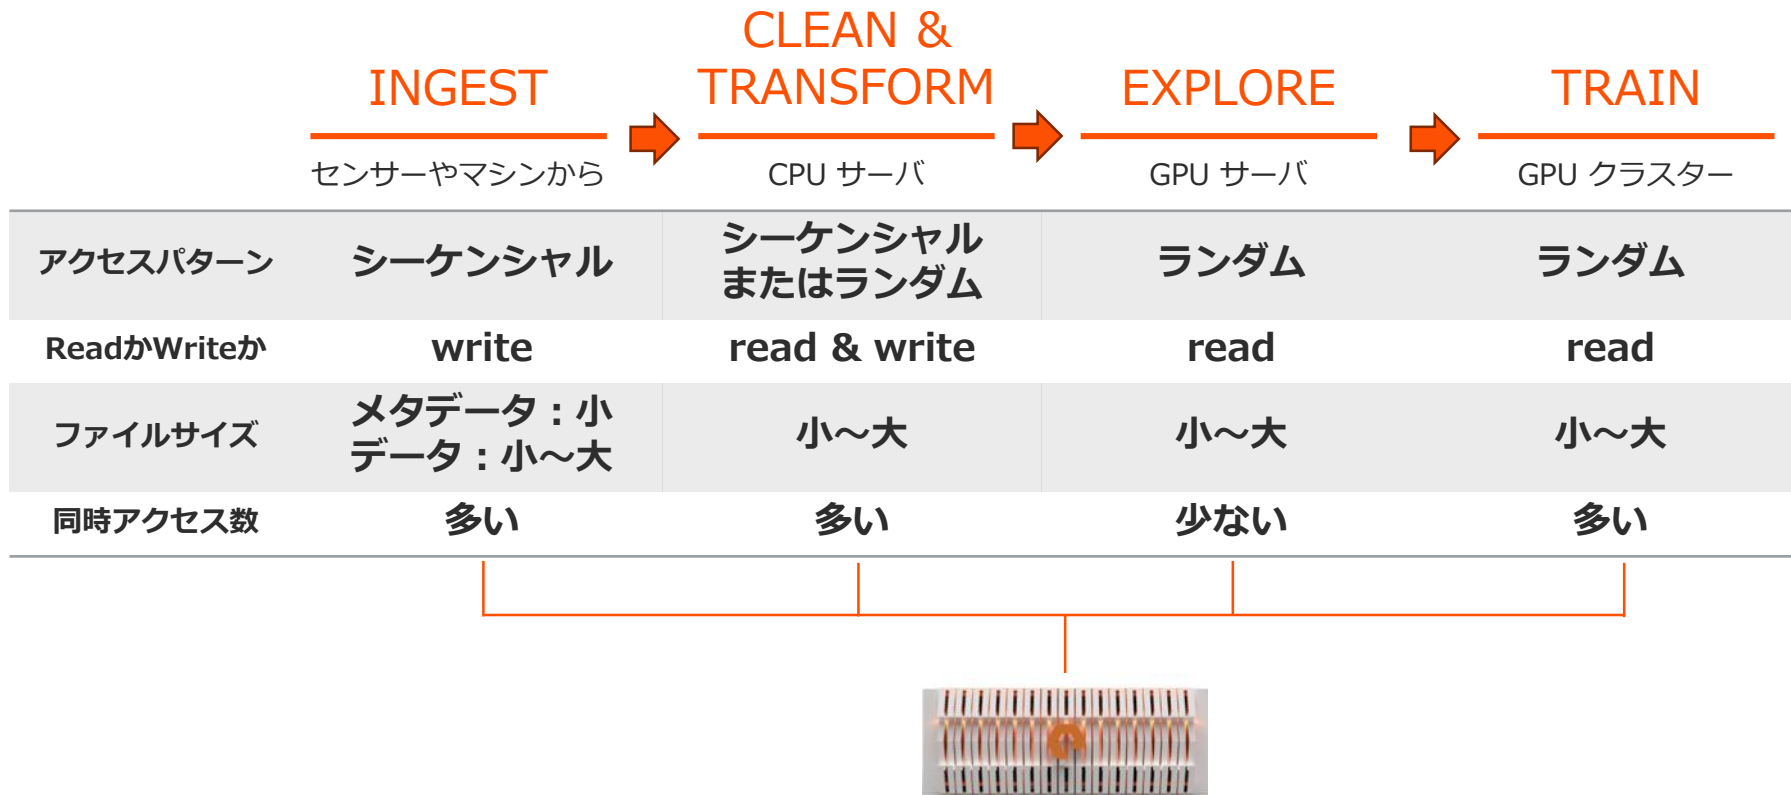 CLEAN &
INGEST TRANSFORM EXPLORE TRAIN
センサーやマシンから CPU サーバ GPU サーバ GPU クラスター
アクセスパターン シーケンシャル シーケンシャル ランダム ランダム
またはランダム
ReadかWriteか write read & write read read
ファイルサイズ メタデータ：小 小～大 小～大 小～大
データ：小～大
同時アクセス数 多い 多い 少ない 多い